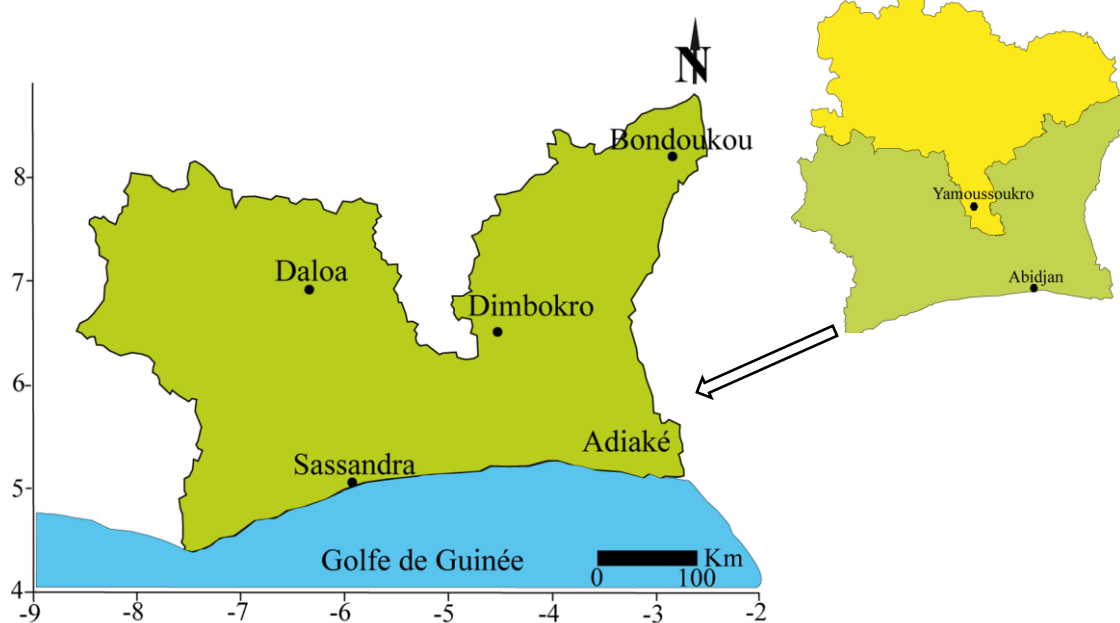 N
Bondoukou
Daloa
Dimbokro
Adiaké
Sassandra
Golfe de Guinée
Km
0 100
8
7
6
5
4
-9 -8 -7 -6 -5 -4 -3 -2
Yamoussoukro
Abidjan